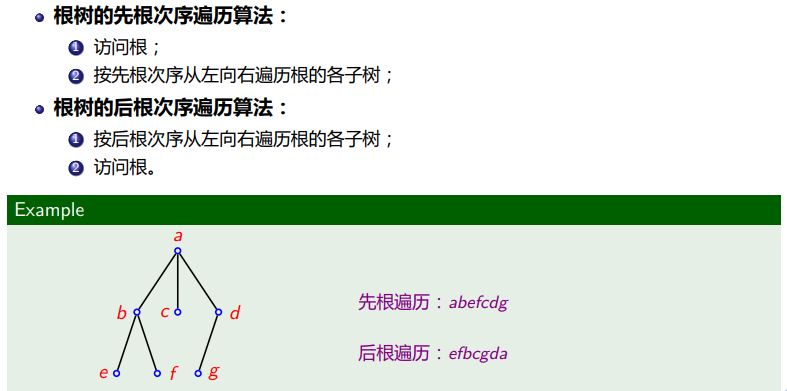 根树的先根次序遍历算法：
1 访问根；
2 按先根次序从左向右遍历根的各子树；
根树的后根次序遍历算法：
1 按后根次序从左向右遍历根的各子树；
2 访问根。
Example
a
先根遍历：abefcdg
b c d
后根遍历：efbcgda
e f g